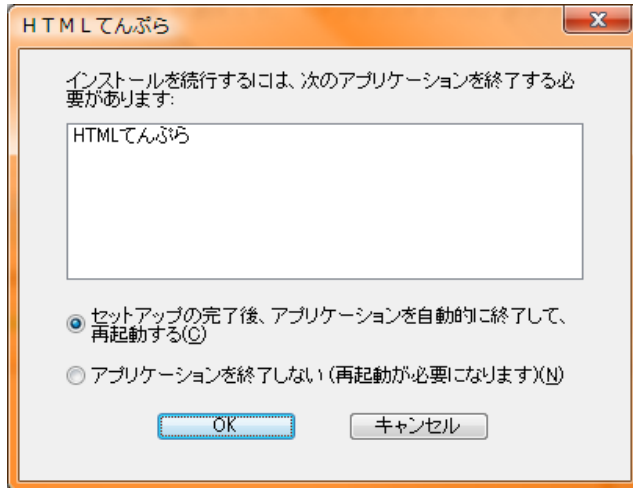 ＨＴＭＬてんぷら
インストールを続行するには、次のアプリケーションを終了する必
要があります:
HTMLてんぷら
セットアップの完了後、アプリケーションを自動的に終了して、
再起動する(C)
アプリケーションを終了しない (再起動が必要になります)(N)
OK
キャンセル